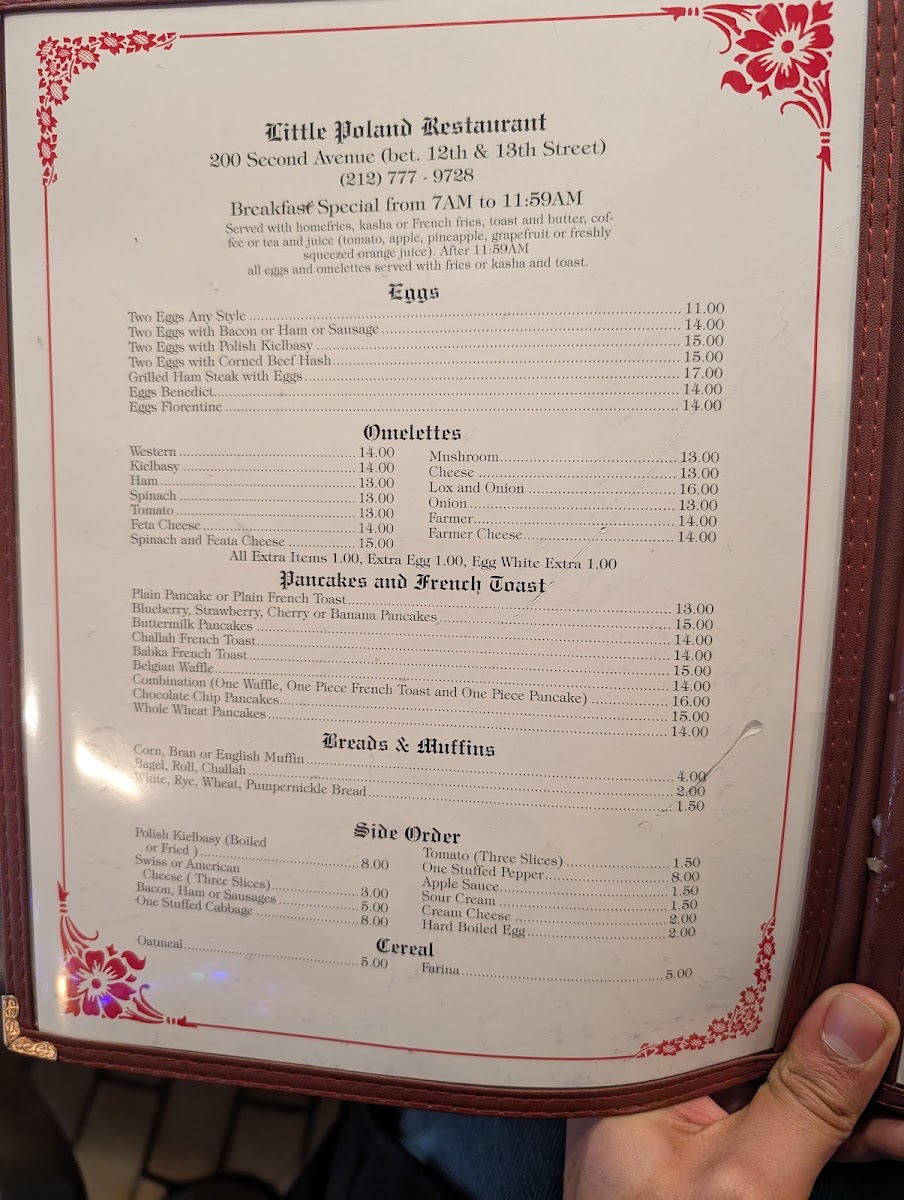 Little Poland Restaurant
200 Second Avenue (bet. 12th & 13th Street)
(212) 777 - 9728
Breakfast Special from 7AM to 11:59AM
Served with homefries, kasha or French fries, toast and butter, cof-
fee or tea and juice (tomato, apple, pineapple, grapefruit or freshly
squeezed orange juice). After 11:59AM
all eggs and omelettes served with fries or kasha and toast.
Eggs
Two Eggs Any Style 11.00
Two Eggs with Bacon or Ham or Sausage 14.00
Two Eggs with Polish Kielbasy 15.00
Two Eggs with Corned Beef Hash 15.00
Grilled Ham Steak with Eggs 17.00
Eggs Benedict 14.00
Eggs Florentine 14.00
Omelettes
Western 14.00
Kielbasy 14.00
Ham 13.00
Spinach 13.00
Tomato 13.00
Feta Cheese 14.00
Spinach and Feata Cheese 15.00
Mushroom 13.00
Cheese 13.00
Lox and Onion 16.00
Onion 13.00
Farmer 14.00
Farmer Cheese 14.00
All Extra Items 1.00, Extra Egg 1.00, Egg White Extra 1.00
Pancakes and French Toast
Plain Pancake or Plain French Toast 13.00
Blueberry, Strawberry, Cherry or Banana Pancakes 15.00
Buttermilk Pancakes 14.00
Challah French Toast 14.00
Babka French Toast 15.00
Belgian Waffle 14.00
Combination (One Waffle, One Piece French Toast and One Piece Pancake) 16.00
Chocolate Chip Pancakes 15.00
Whole Wheat Pancakes 14.00
Breads & Muffins
Corn, Bran or English Muffin 4.00
Bagel, Roll, Challah 2.00
White, Rye, Wheat, Pumpernickle Bread 1.50
Side Order
Polish Kielbasy (Boiled
or Fried ) 8.00
Swiss or American
Cheese ( Three Slices) 3.00
Bacon, Ham or Sausages 5.00
One Stuffed Cabbage 8.00
Tomato (Three Slices) 1.50
One Stuffed Pepper 8.00
Apple Sauce 1.50
Sour Cream 1.50
Cream Cheese 2.00
Hard Boiled Egg 2.00
Cereal
Oatmeal 5.00
Farina 5.00